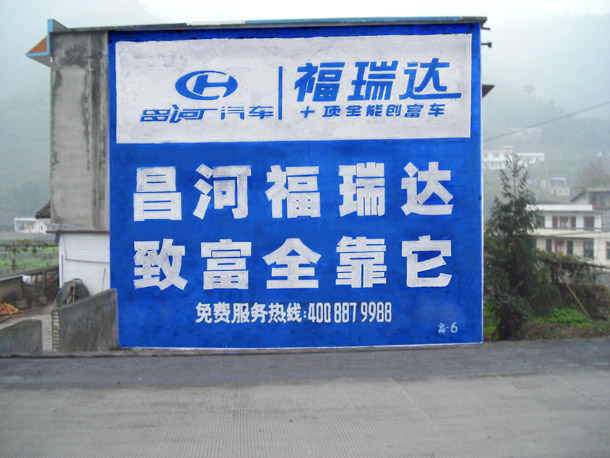 福瑞达
昌河汽车
十项全能创富车
昌河福瑞达
致富全靠它
免费服务热线:400 887 9988
高-6